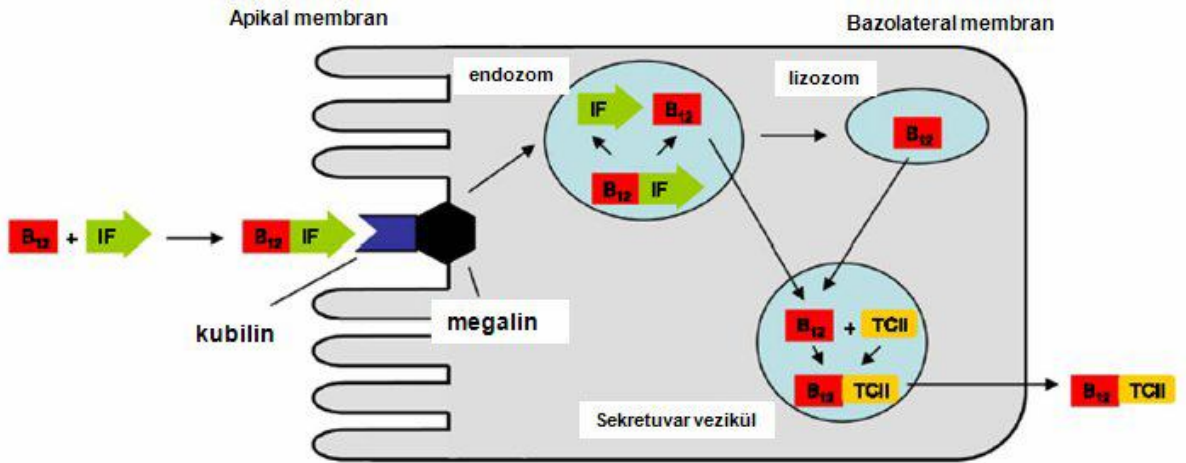 Apikal membran
Bazolateral membran
endozom
lizozom
IF B₁₂
B₁₂
B₁₂ IF
B₁₂ + IF
B₁₂ IF
kubilin
megalin
B₁₂ + TCII
B₁₂ TCII
B₁₂ TCII
Sekretuvar vezikül